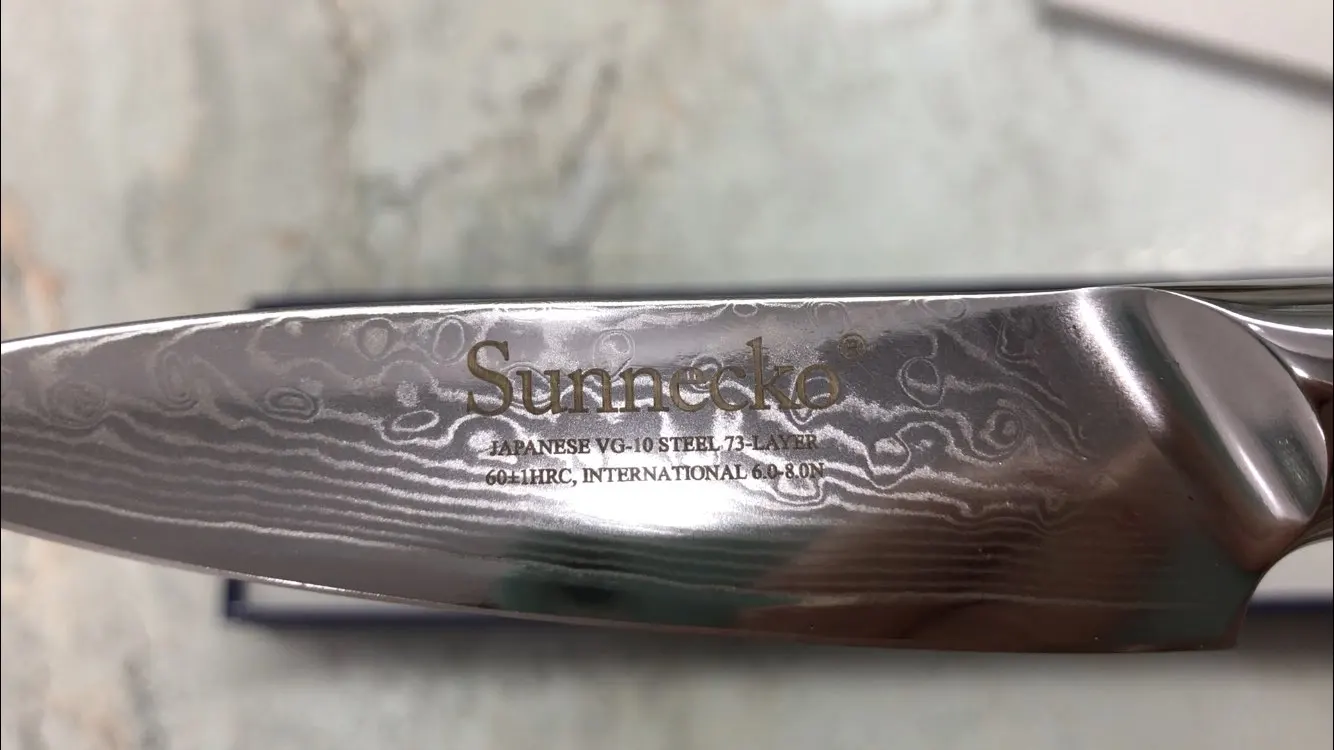 Sunnecko®
JAPANESE VG-10 STEEL 73-LAYER
60±1HRC, INTERNATIONAL 6.0-8.0N